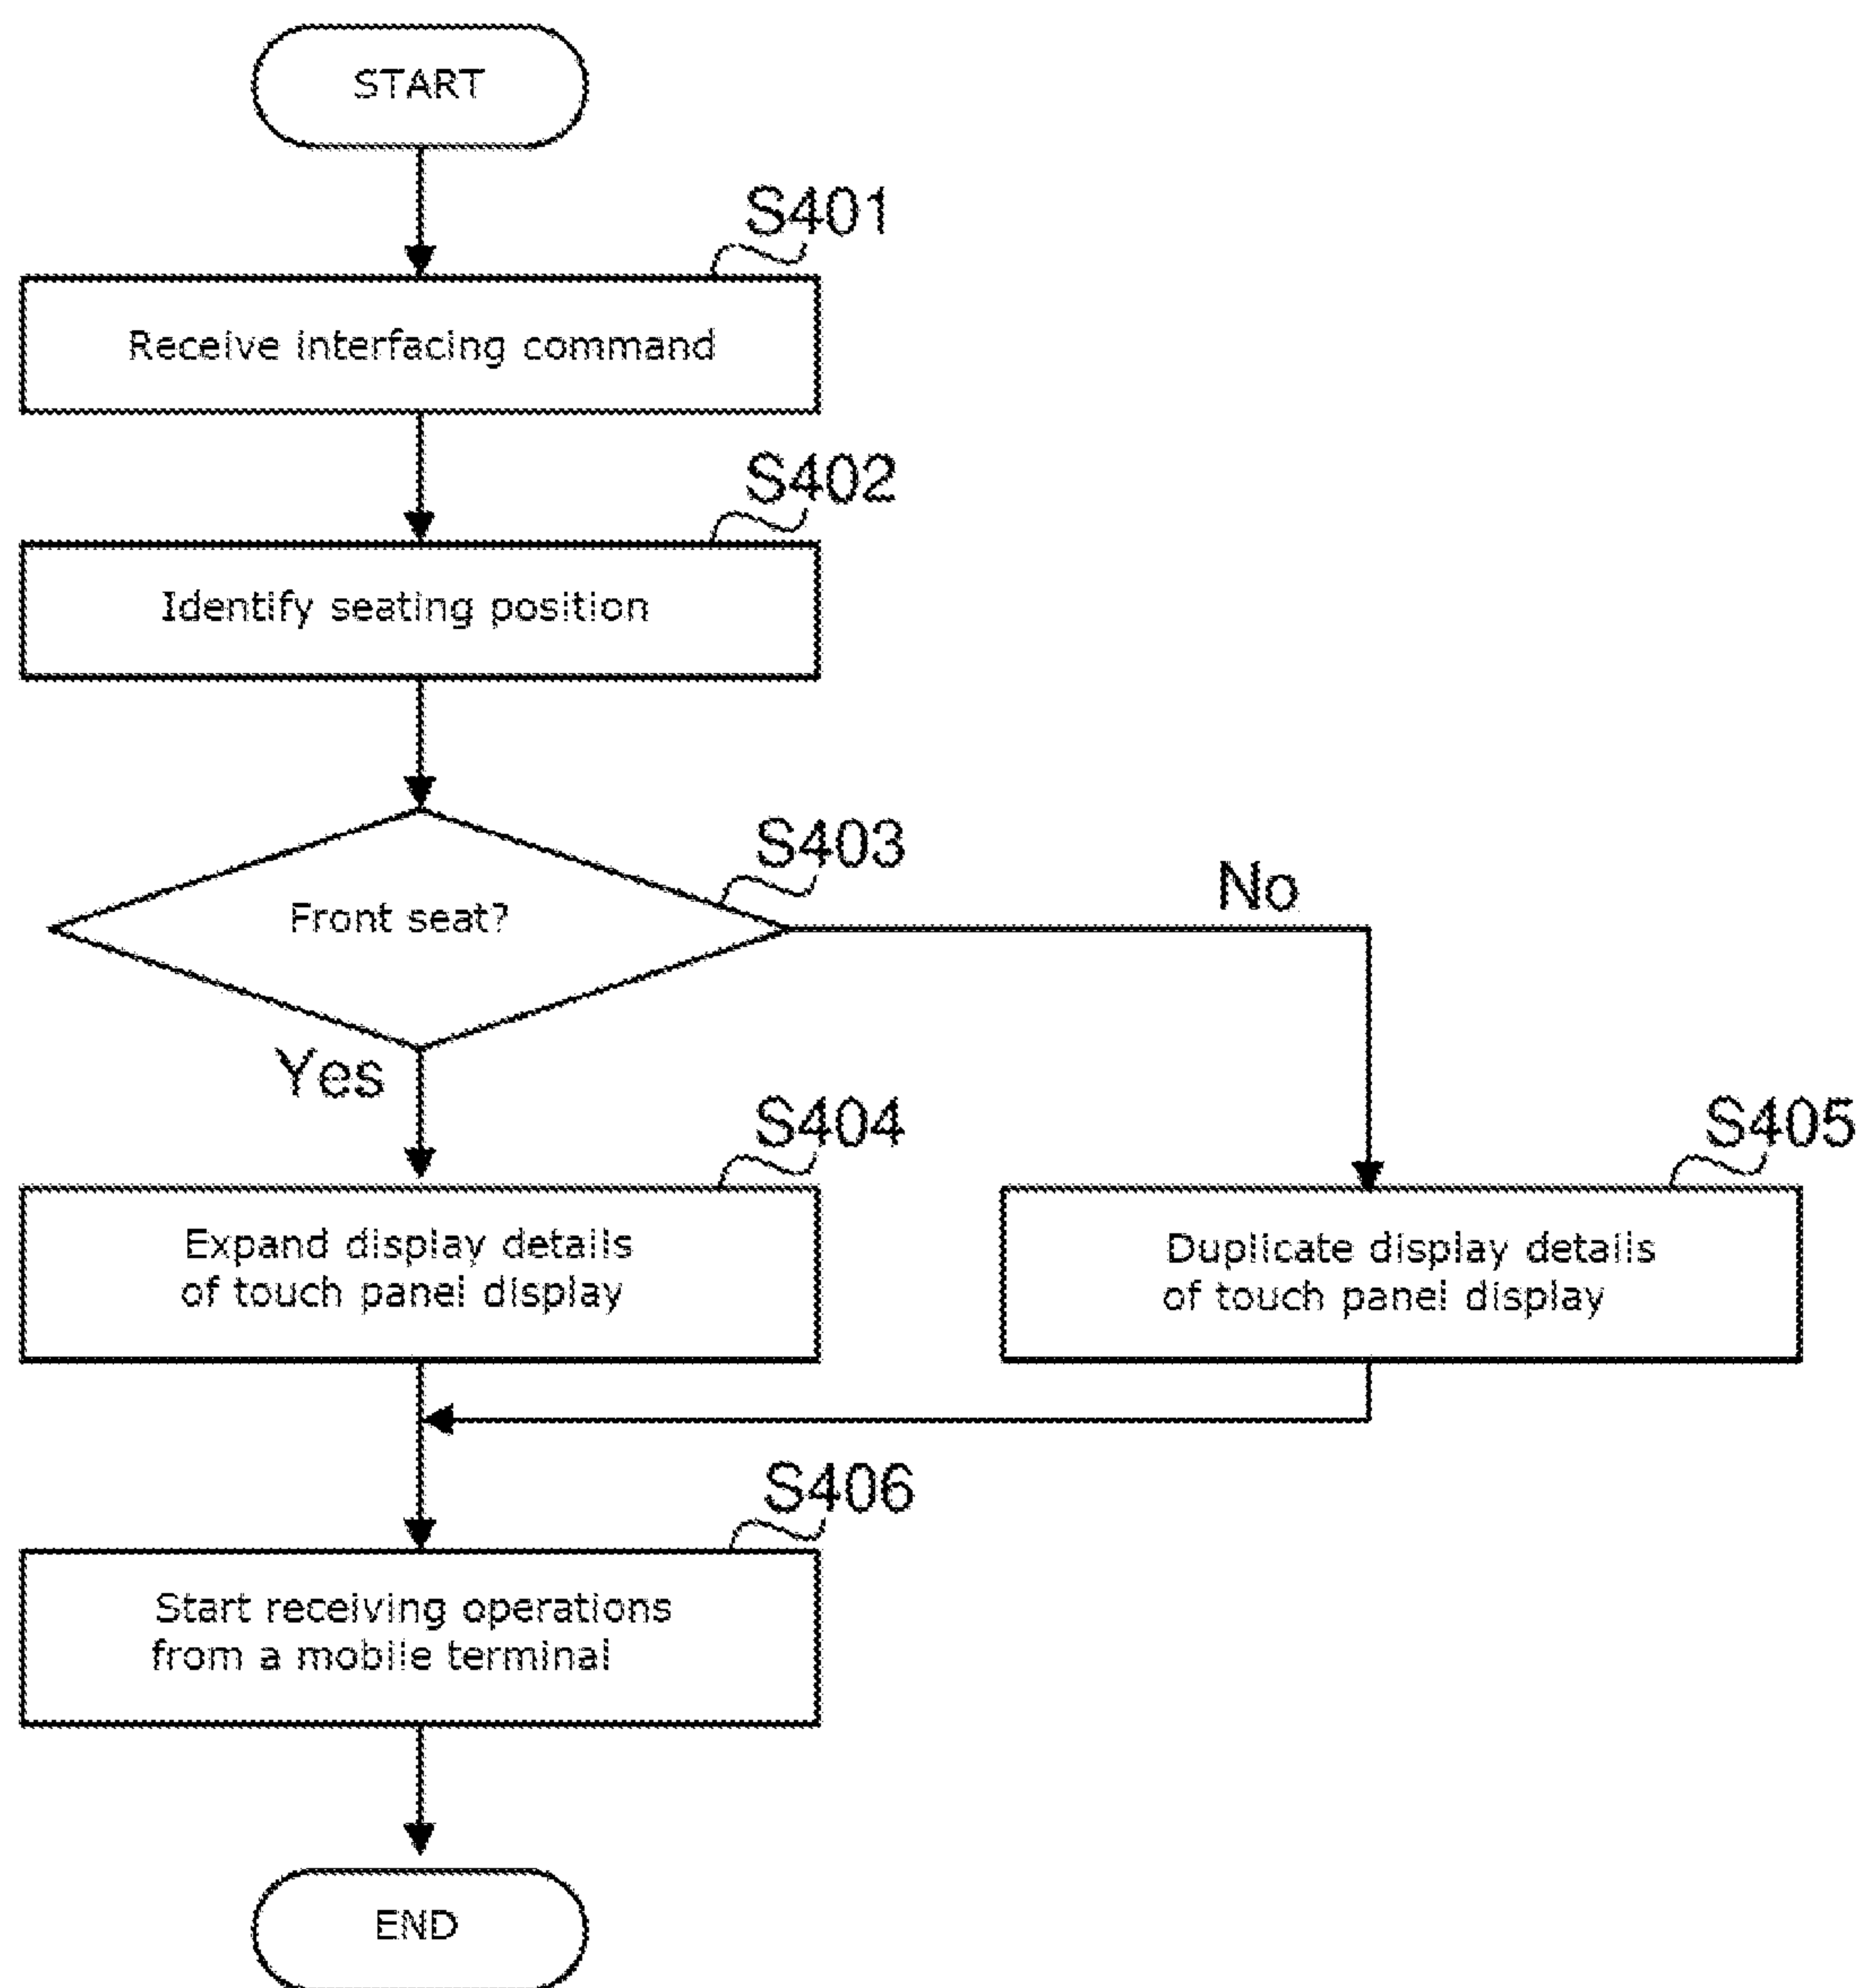 START
S401
Receive interfacing command
S402
Identify seating position
S403
Front seat?
No
Yes
S404
Expand display details
of touch panel display
S405
Duplicate display details
of touch panel display
S406
Start receiving operations
from a mobile terminal
END